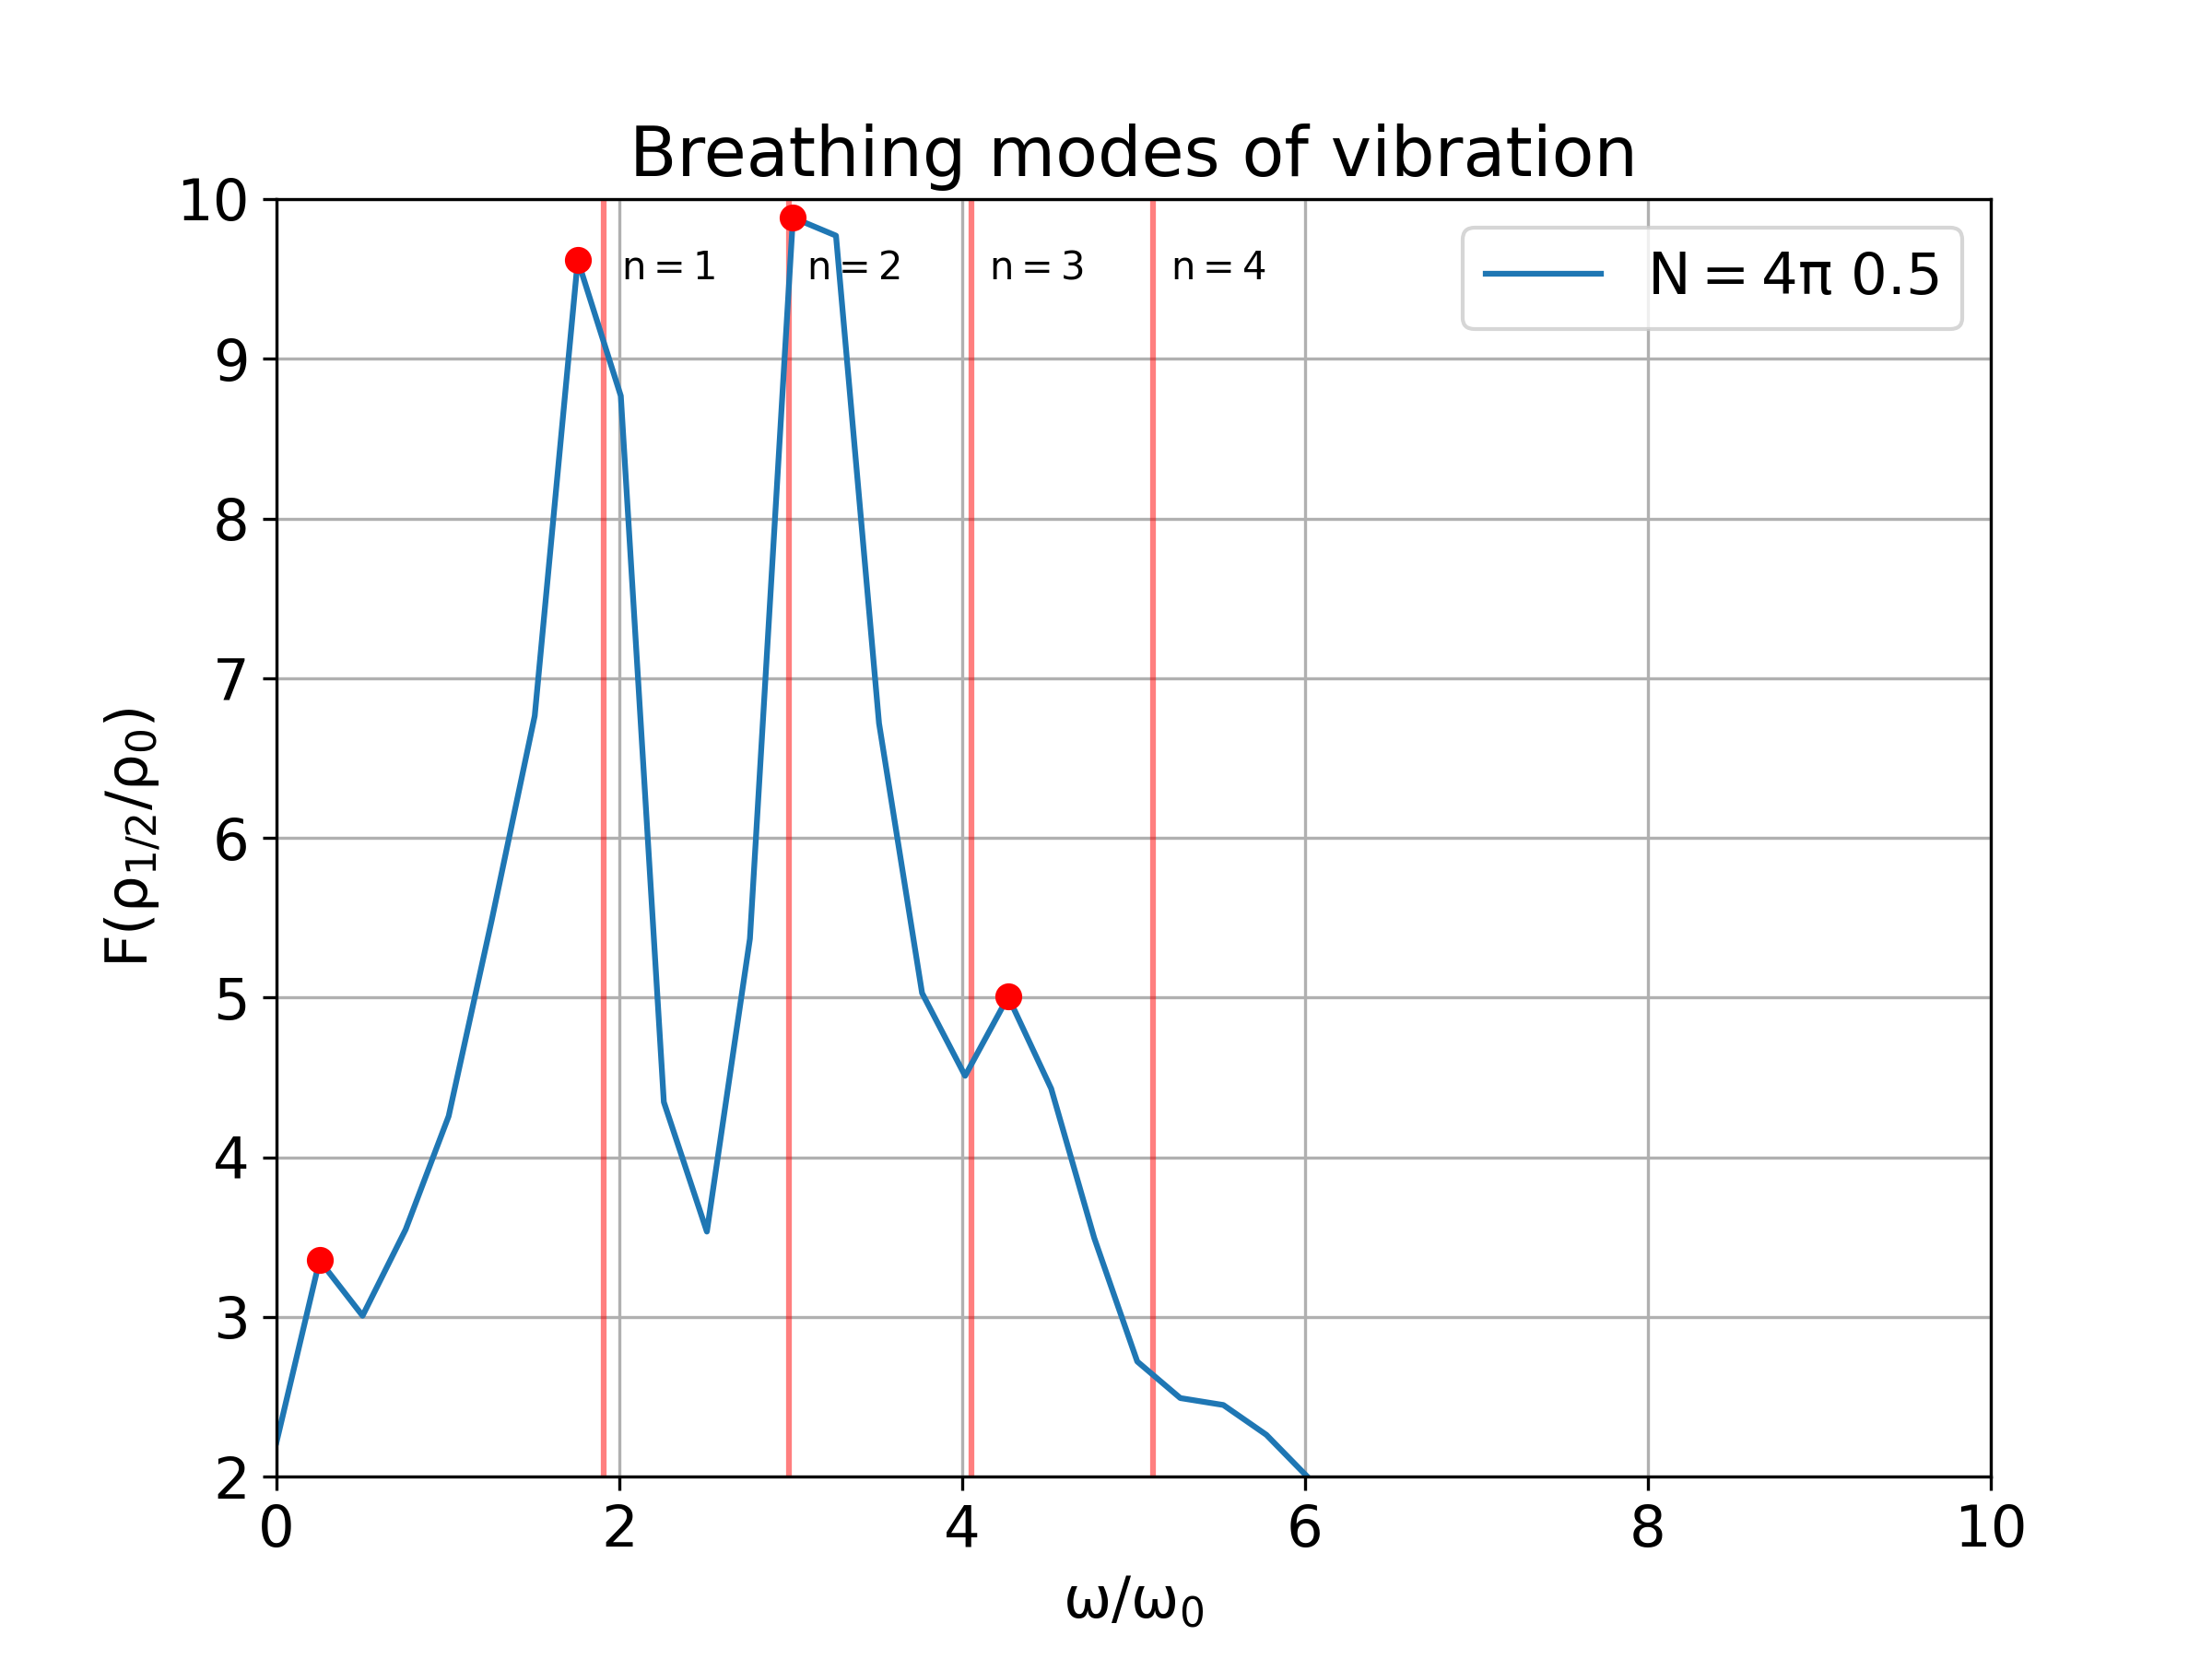 Breathing modes of vibration
N = 4π 0.5
n = 1
n = 2
n = 3
n = 4
10
9
8
7
6
5
4
3
2
F(ρ₁/₂/ρ₀)
0
2
4
6
8
10
ω/ω₀